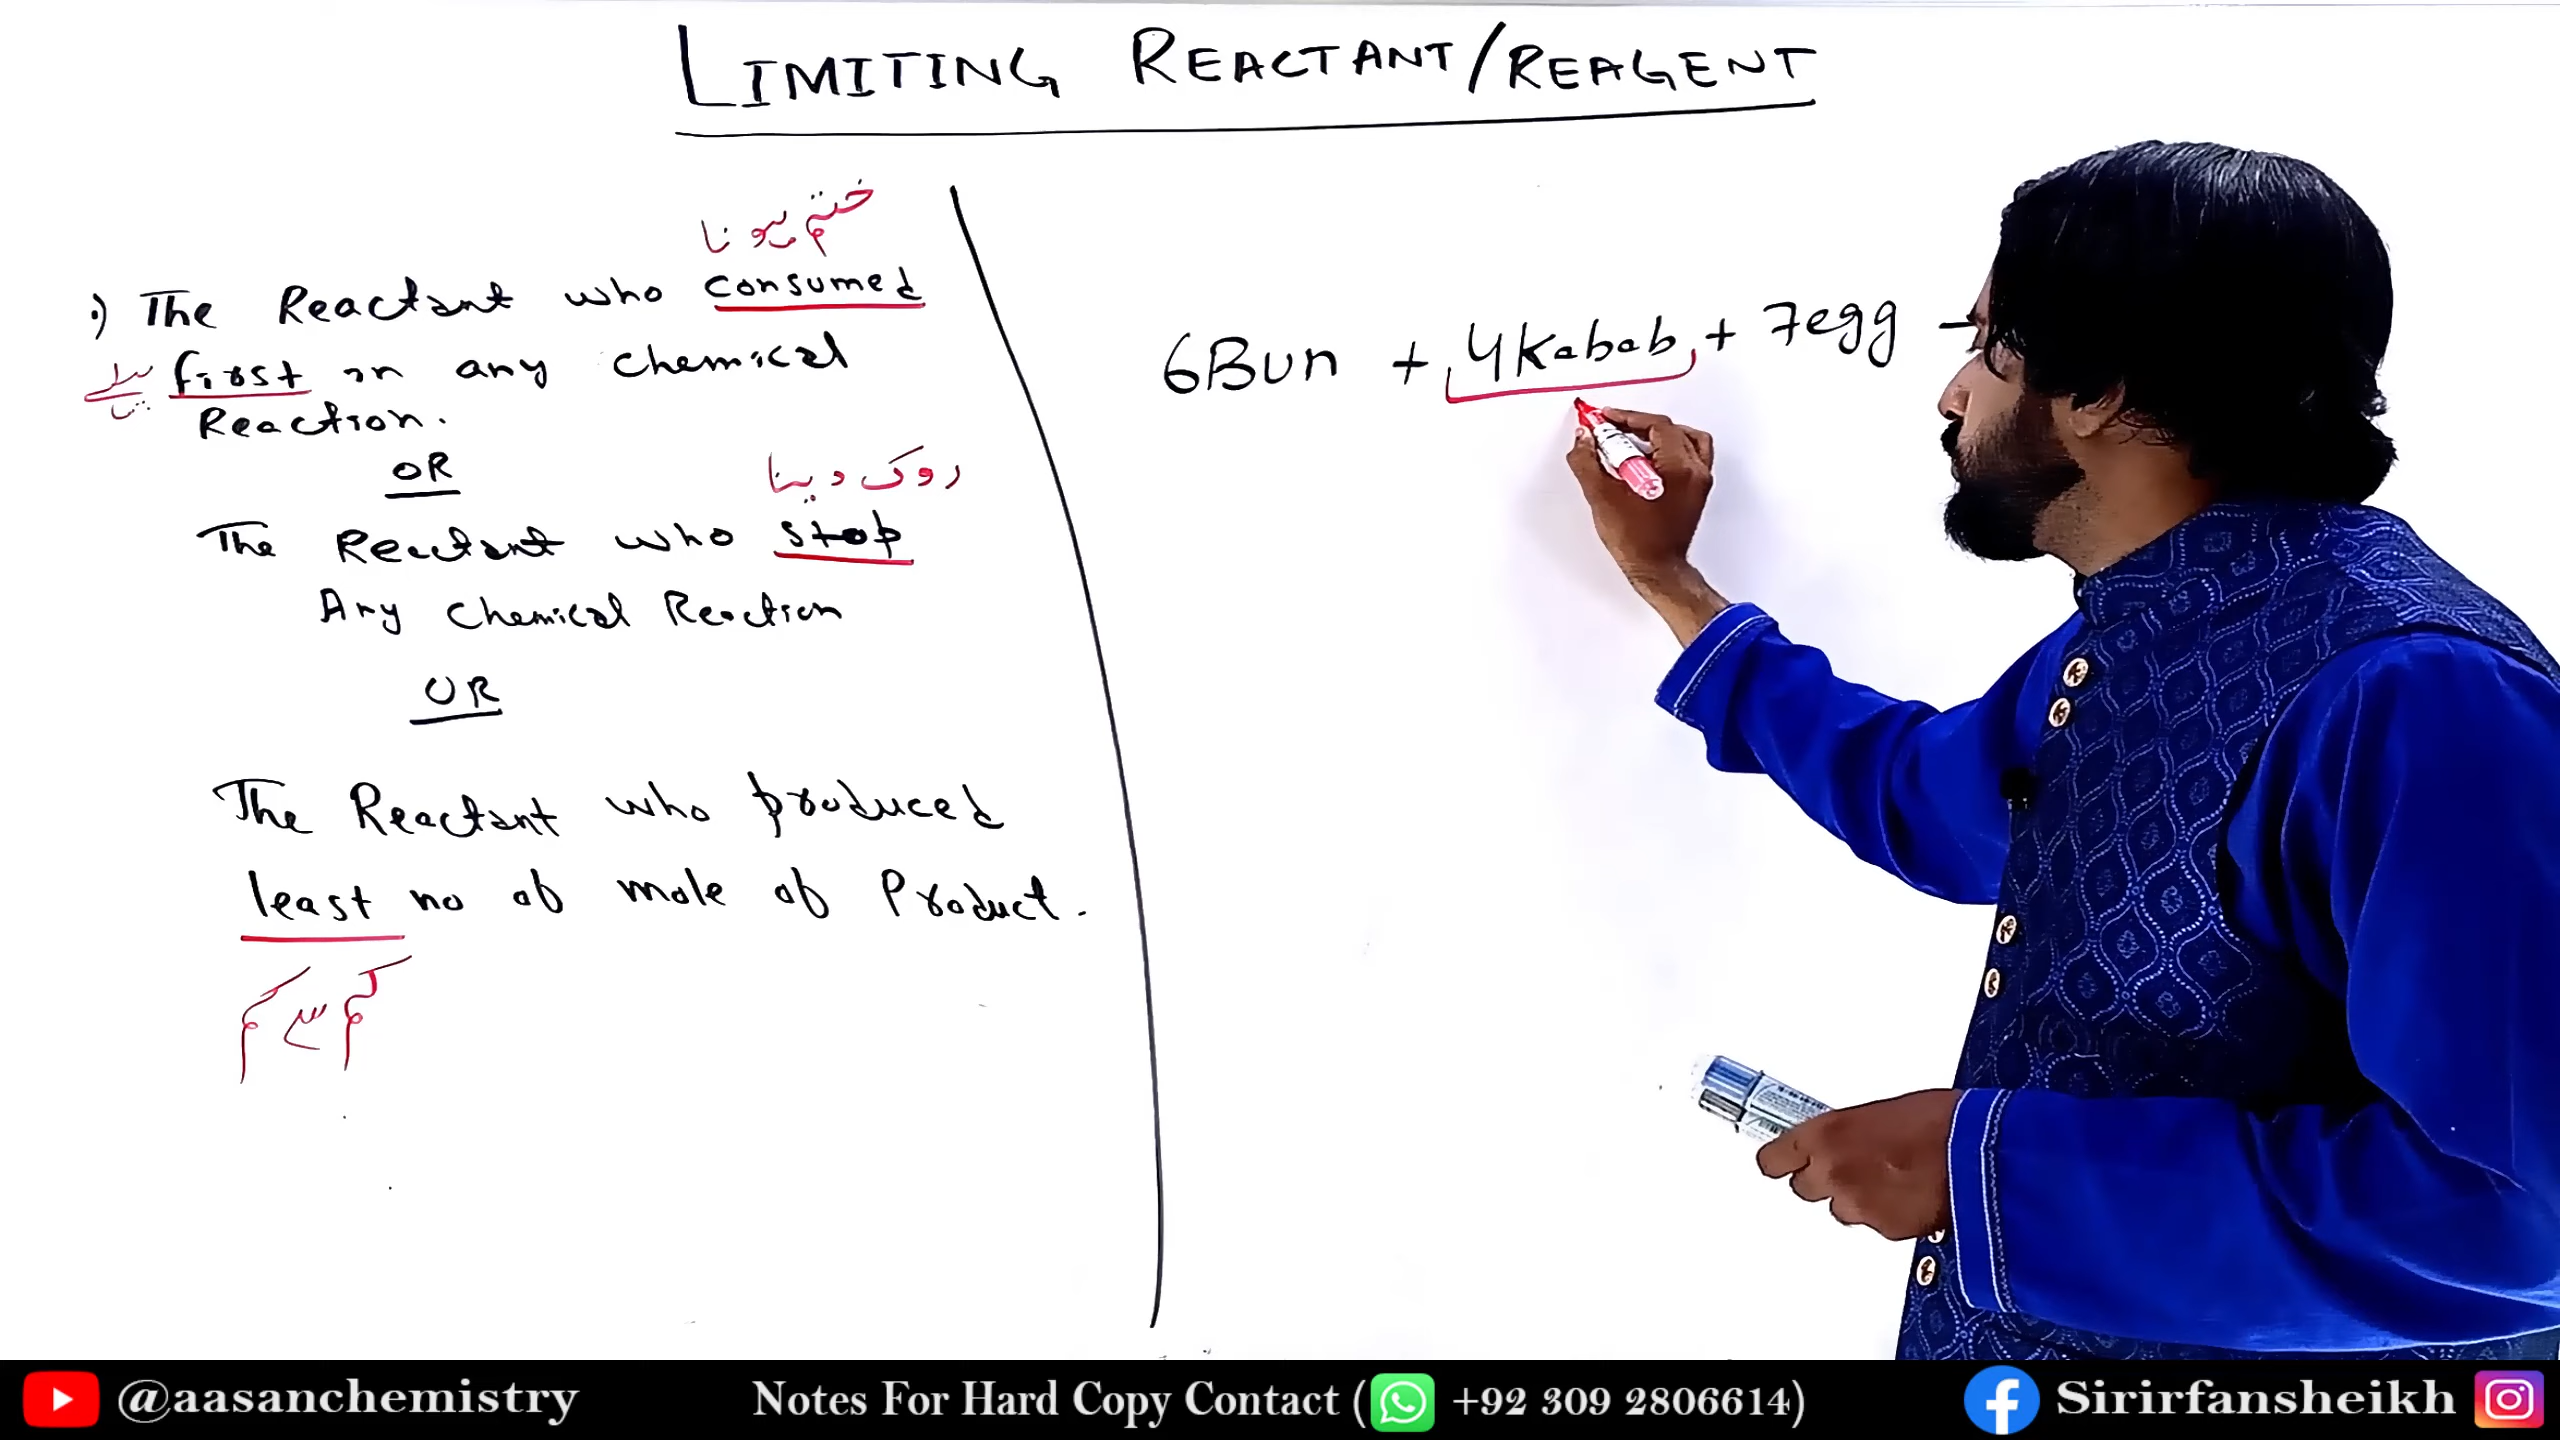 LIMITING REACTANT/REAGENT
ختم ہونا
•) The Reactant who consumed
پہلے first in any chemical
Reaction.
OR
روک دینا
The Reactant who stop
Any Chemical Reaction
OR
The Reactant who produced
least no of mole of Product.
کم سے کم
6Bun + 4Kabab + 7egg –
@aasanchemistry Notes For Hard Copy Contact ( +92 309 2806614) Sirirfansheikh